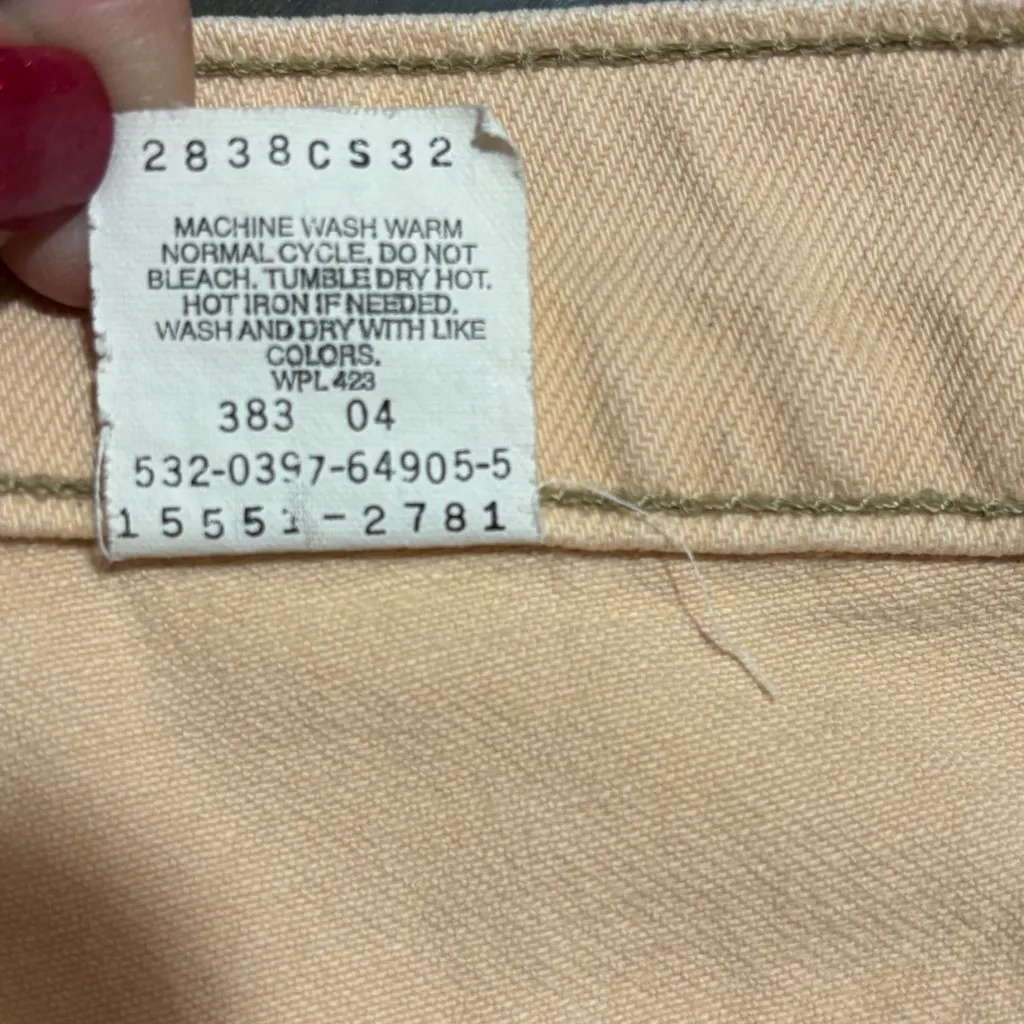 2838CS32
MACHINE WASH WARM
NORMAL CYCLE. DO NOT
BLEACH. TUMBLE DRY HOT.
HOT IRON IF NEEDED.
WASH AND DRY WITH LIKE
COLORS.
WPL 423
383 04
532-0397-64905-5
15551-2781